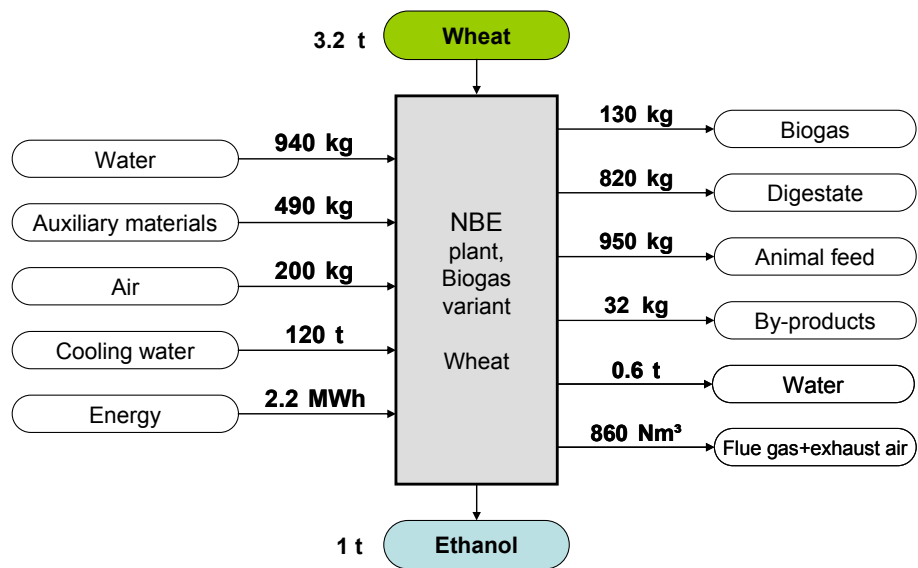 3.2 t
Wheat
940 kg
Water
490 kg
Auxiliary materials
200 kg
Air
120 t
Cooling water
2.2 MWh
Energy
NBE
plant,
Biogas
variant
Wheat
130 kg
Biogas
820 kg
Digestate
950 kg
Animal feed
32 kg
By-products
0.6 t
Water
860 Nm³
Flue gas+exhaust air
1 t
Ethanol